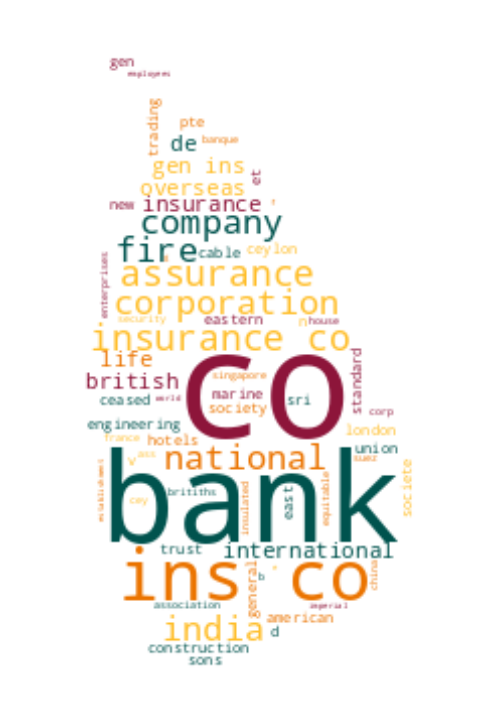 gen
employees
trading
pte
de
banque
gen ins
et
overseas
new
insurance
company
fire
cable
ceylon
enterprises
assurance
corporation
security
eastern
n
house
insurance co
life
co
singapore
standard
british
marine
ceased
world
society
sri
corp
engineering
london
france
hotels
union
w
ass
national
suez
societe
bank
establishment
britiths
cey
insulated
east
equitable
trust
international
ins co
general
b
china
association
imperial
american
india
d
construction
sons